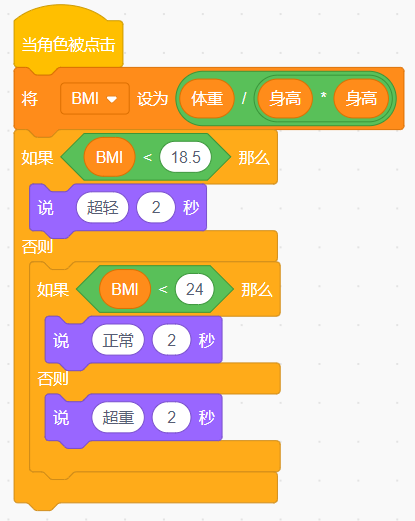 当角色被点击
将 BMI 设为 体重 / 身高 * 身高
如果 BMI < 18.5 那么
说 超轻 2 秒
否则
如果 BMI < 24 那么
说 正常 2 秒
否则
说 超重 2 秒